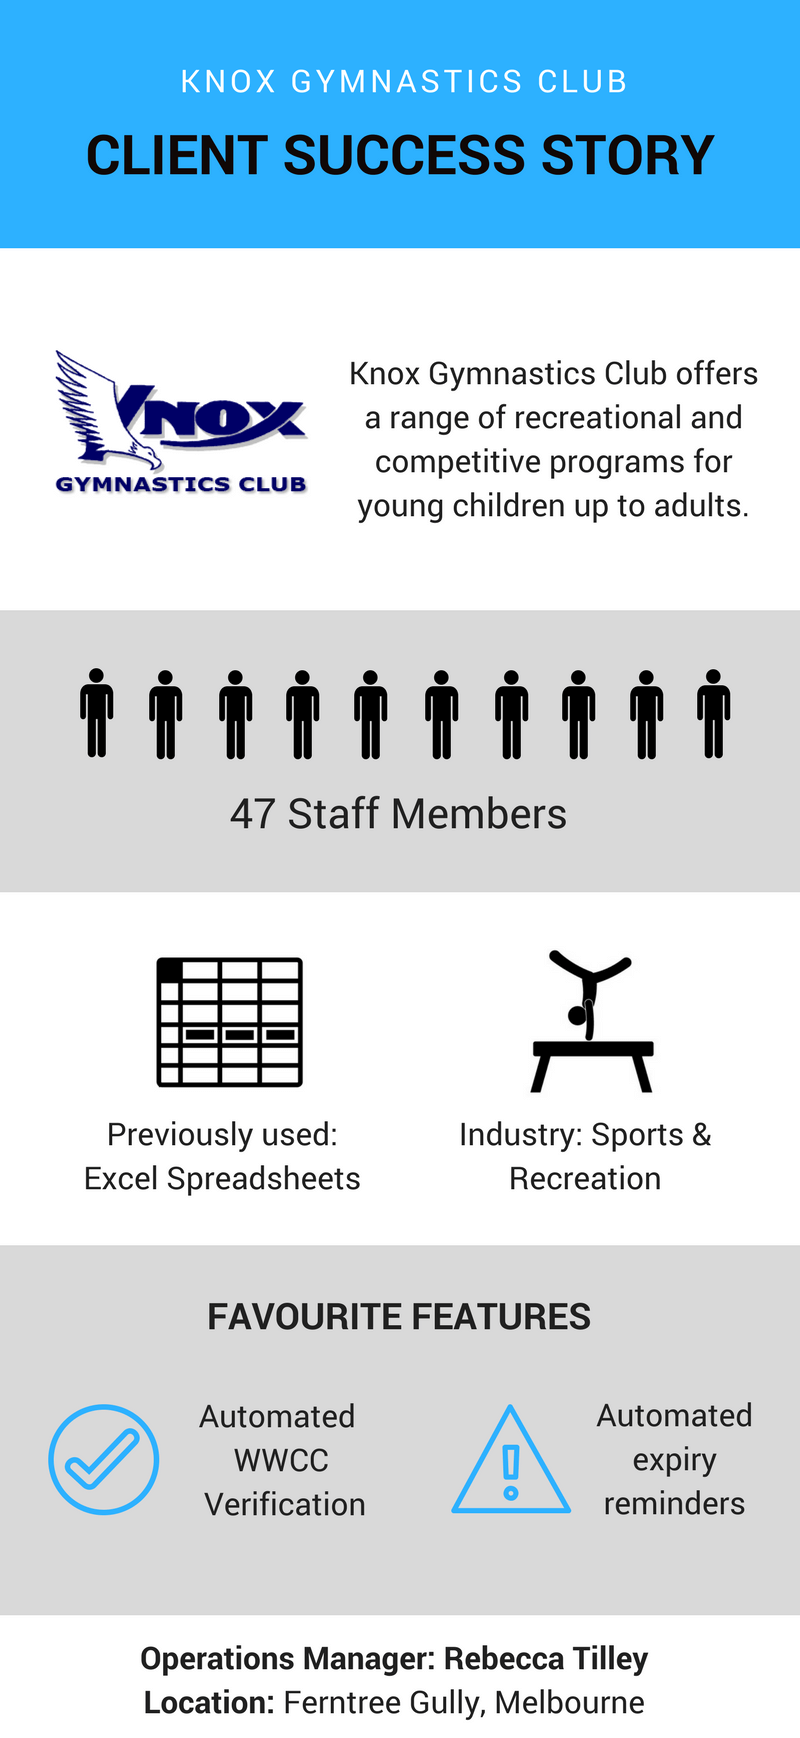 KNOX GYMNASTICS CLUB
CLIENT SUCCESS STORY
KNOX
GYMNASTICS CLUB
Knox Gymnastics Club offers
a range of recreational and
competitive programs for
young children up to adults.
47 Staff Members
Previously used:
Excel Spreadsheets
Industry: Sports &
Recreation
FAVOURITE FEATURES
Automated
WWCC
Verification
Automated
expiry
reminders
Operations Manager: Rebecca Tilley
Location: Ferntree Gully, Melbourne